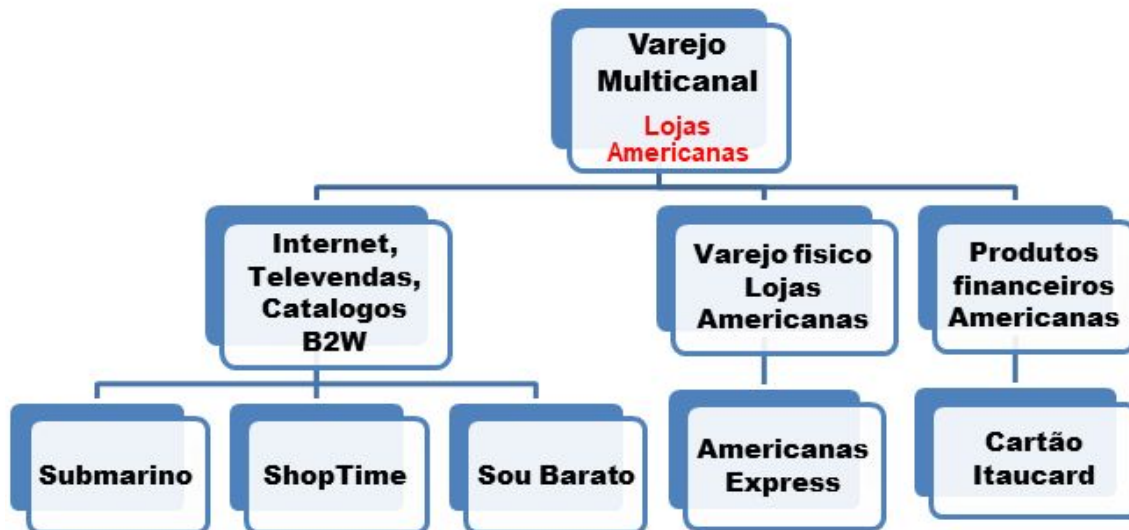 Varejo
Multicanal
Lojas
Americanas
Internet,
Televendas,
Catalogos
B2W
Varejo fisico
Lojas
Americanas
Produtos
financeiros
Americanas
Submarino
ShopTime
Sou Barato
Americanas
Express
Cartão
Itaucard